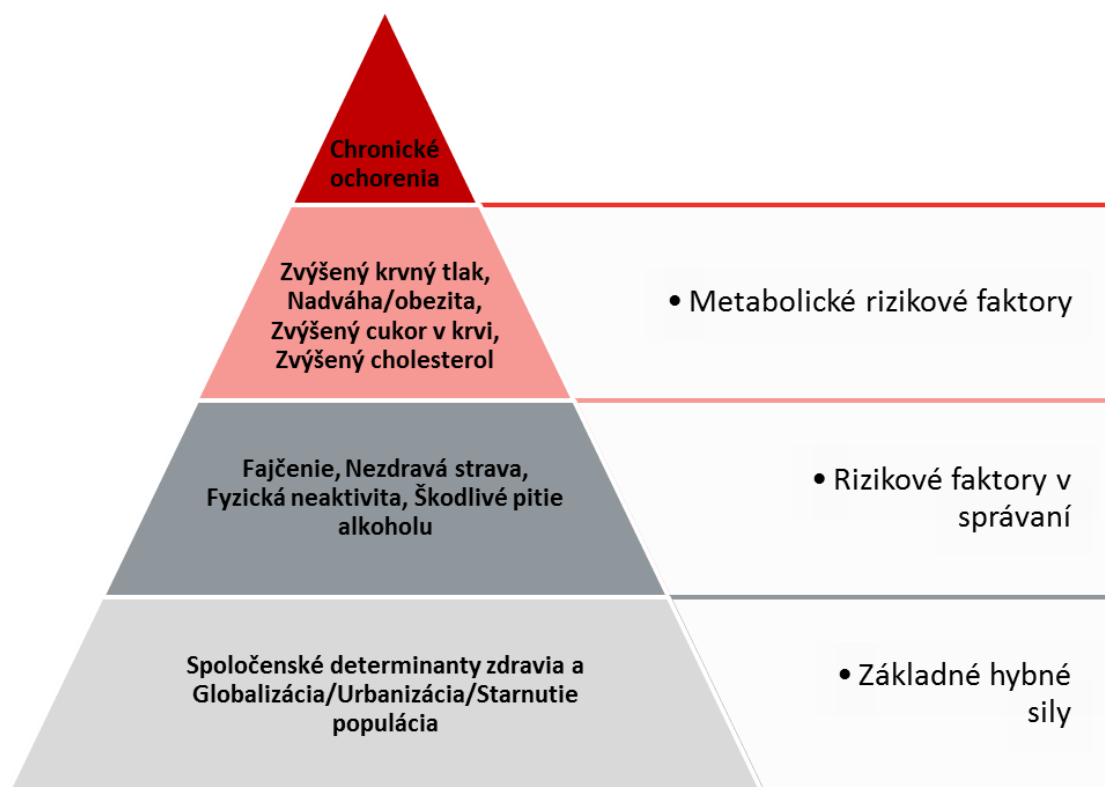 Chronické
ochorenia
Zvýšený krvný tlak,
Nadváha/obezita,
Zvýšený cukor v krvi,
Zvýšený cholesterol
• Metabolické rizikové faktory
Fajčenie, Nezdravá strava,
Fyzická neaktivita, Škodlivé pitie
alkoholu
• Rizikové faktory v
správaní
Spoločenské determinanty zdravia a
Globalizácia/Urbanizácia/Starnutie
populácia
• Základné hybné
sily